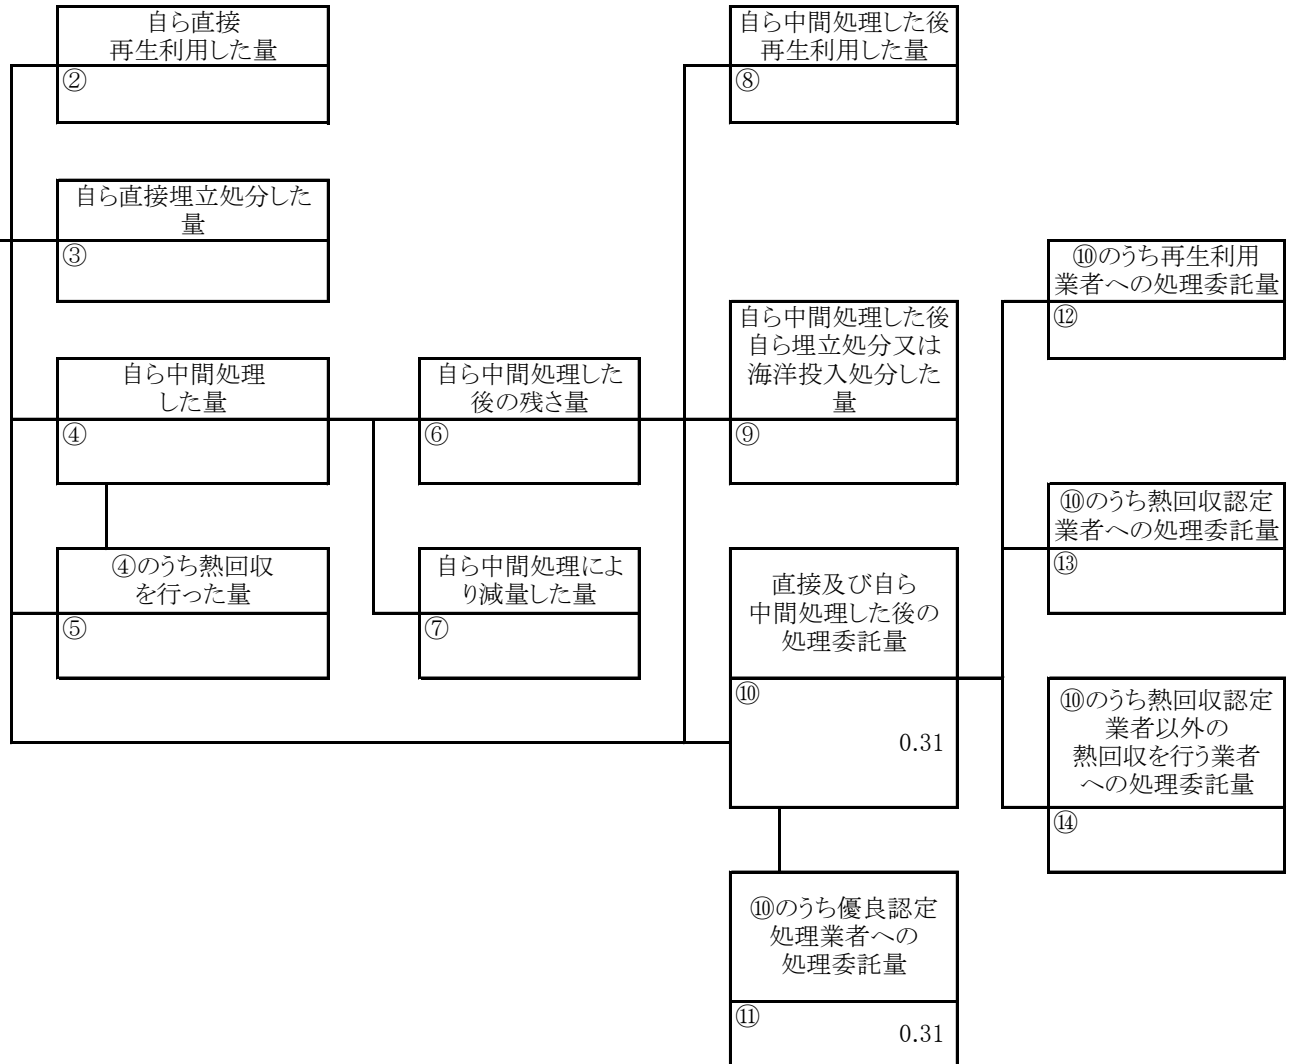 自ら直接
再生利用した量
②
自ら中間処理した後
再生利用した量
⑧
自ら直接埋立処分した
量
③
⑩のうち再生利用
業者への処理委託量
⑫
自ら中間処理した後
自ら埋立処分又は
海洋投入処分した
量
⑨
自ら中間処理
した量
④
自ら中間処理した
後の残さ量
⑥
⑩のうち熱回収認定
業者への処理委託量
⑬
④のうち熱回収
を行った量
⑤
自ら中間処理によ
り減量した量
⑦
直接及び自ら
中間処理した後の
処理委託量
⑩
0.31
⑩のうち熱回収認定
業者以外の
熱回収を行う業者
への処理委託量
⑭
⑩のうち優良認定
処理業者への
処理委託量
⑪
0.31